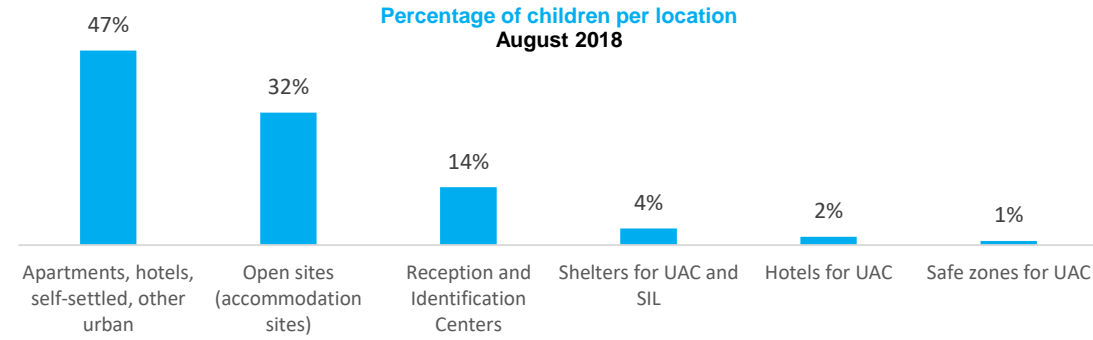 Percentage of children per location
August 2018
47%
32%
14%
4%
2%
1%
Apartments, hotels,
self-settled, other
urban
Open sites
(accommodation
sites)
Reception and
Identification
Centers
Shelters for UAC and
SIL
Hotels for UAC
Safe zones for UAC